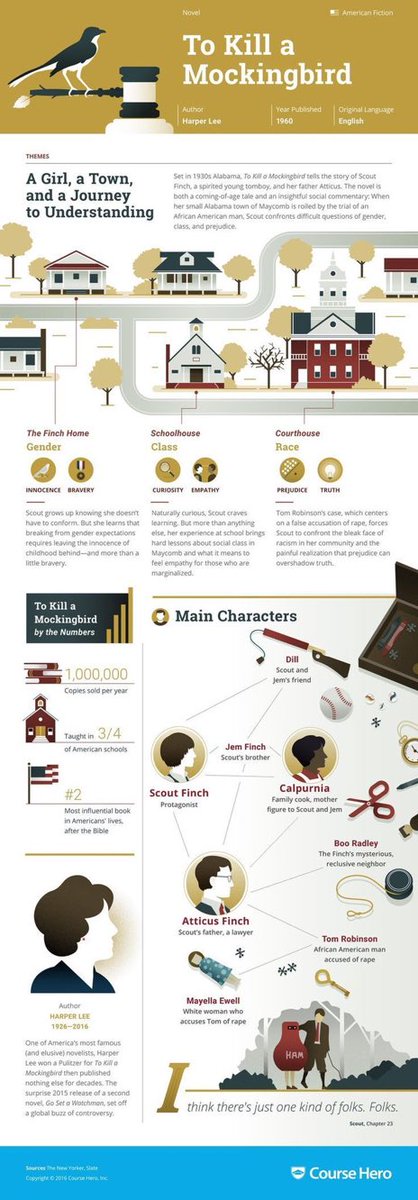 Novel
American Fiction
To Kill a
Mockingbird
Author
Harper Lee
Year Published
1960
Original Language
English
THEMES
A Girl, a Town,
and a Journey
to Understanding
Set in 1930s Alabama, To Kill a Mockingbird tells the story of Scout
Finch, a spirited young tomboy, and her father Atticus. The novel is
both a coming-of-age tale and an insightful social commentary: When
her small Alabama town of Maycomb is roiled by the trial of an
African American man, Scout confronts difficult questions of gender,
class, and prejudice.
The Finch Home
Gender
INNOCENCE
BRAVERY
Scout grows up knowing she doesn't
have to conform. But she learns that
breaking from gender expectations
requires leaving the innocence of
childhood behind—and more than a
little bravery.
Schoolhouse
Class
CURIOSITY
EMPATHY
Naturally curious, Scout craves
learning. But more than anything
else, her experience at school brings
hard lessons about social class in
Maycomb and what it means to
feel empathy for those who are
marginalized.
Courthouse
Race
PREJUDICE
TRUTH
Tom Robinson's case, which centers
on a false accusation of rape, forces
Scout to confront the bleak face of
racism in her community and the
painful realization that prejudice can
overshadow truth.
To Kill a
Mockingbird
by the Numbers
1,000,000
Copies sold per year
Taught in 3/4
of American schools
#2
Most influential book
in Americans' lives,
after the Bible
Author
HARPER LEE
1926–2016
One of America's most famous
(and elusive) novelists, Harper
Lee won a Pulitzer for To Kill a
Mockingbird then published
nothing else for decades. The
surprise 2015 release of a second
novel, Go Set a Watchman, set off
a global buzz of controversy.
Main Characters
Dill
Scout and
Jem's friend
Jem Finch
Scout's brother
Scout Finch
Protagonist
Calpurnia
Family cook, mother
figure to Scout and Jem
Boo Radley
The Finch's mysterious,
reclusive neighbor
Atticus Finch
Scout's father, a lawyer
Tom Robinson
African American man
accused of rape
Mayella Ewell
White woman who
accuses Tom of rape
HAM
I think there's just one kind of folks. Folks.
Scout, Chapter 23
Sources The New Yorker, Slate
Copyright © 2016 Course Hero, Inc.
Course Hero